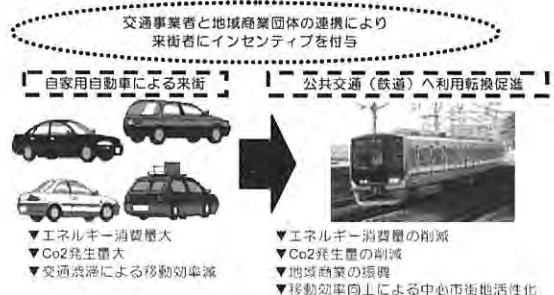 交通事業者と地域商業団体の連携により
来街者にインセンティブを付与
自家用自動車による来街
公共交通（鉄道）へ利用転換促進
▼エネルギー消費量大
▼Co2発生量大
▼交通渋滞による移動効率減
▼エネルギー消費量の削減
▼Co2発生量の削減
▼地域商業の振興
▼移動効率向上による中心市街地活性化